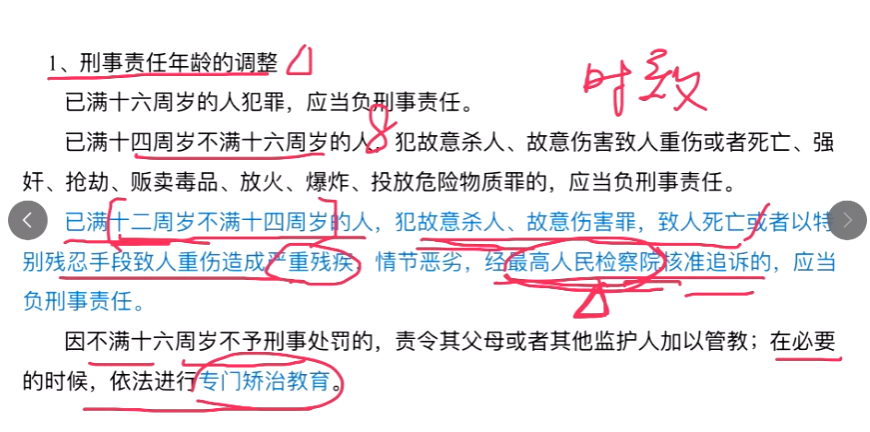 1、刑事责任年龄的调整
时效
已满十六周岁的人犯罪，应当负刑事责任。
8
已满十四周岁不满十六周岁的人，犯故意杀人、故意伤害致人重伤或者死亡、强
奸、抢劫、贩卖毒品、放火、爆炸、投放危险物质罪的，应当负刑事责任。
已满十二周岁不满十四周岁的人，犯故意杀人、故意伤害罪，致人死亡或者以特
别残忍手段致人重伤造成严重残疾，情节恶劣，经最高人民检察院核准追诉的，应当
负刑事责任。
因不满十六周岁不予刑事处罚的，责令其父母或者其他监护人加以管教；在必要
的时候，依法进行专门矫治教育。